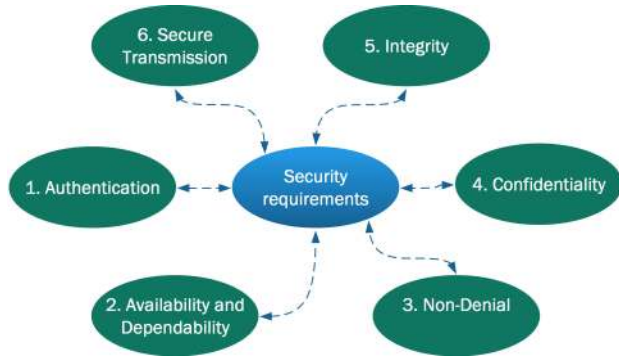 6. Secure
Transmission
5. Integrity
1. Authentication
Security
requirements
4. Confidentiality
2. Availability and
Dependability
3. Non-Denial